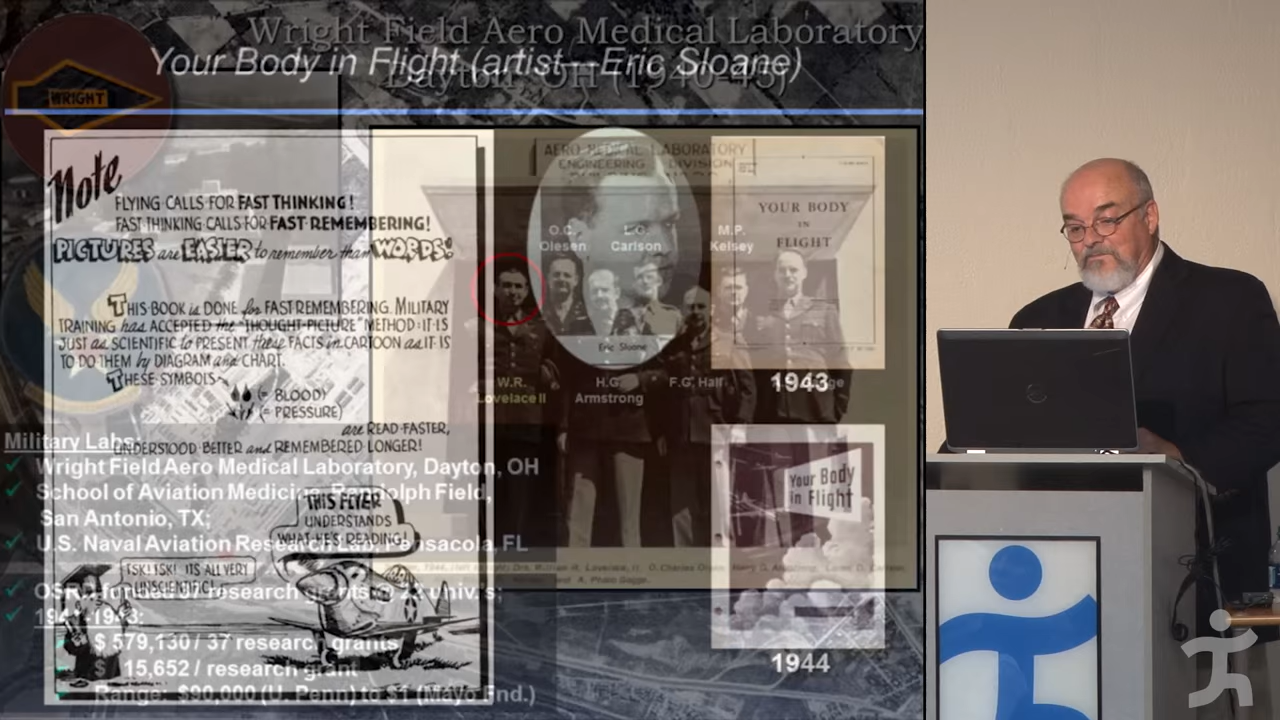 Wright Field Aero Medical Laboratory
Your Body in Flight (artist---Eric Sloane)
Dayton, OH (1940-45)
WRIGHT
Note
FLYING CALLS FOR FAST THINKING!
FAST THINKING CALLS FOR FAST REMEMBERING!
PICTURES are EASIER to remember than WORDS!
THIS BOOK is DONE for FAST REMEMBERING. MILITARY
TRAINING has ACCEPTED the "THOUGHT-PICTURE" METHOD: IT IS
JUST AS SCIENTIFIC to PRESENT these FACTS in CARTOON as IT IS
TO DO THEM by DIAGRAM and CHART.
THESE SYMBOLS
(= BLOOD)
(= PRESSURE)
are READ FASTER,
UNDERSTOOD BETTER and REMEMBERED LONGER!
THIS FLYER
UNDERSTANDS
WHAT HE'S READING!
TSK! TSK! ITS ALL VERY
UNSCIENTIFIC!
AERO MEDICAL LABORATORY
ENGINEERING DIVISION
O.C.
Olesen
L.D.
Carlson
M.P.
Kelsey
Eric Sloane
W.R.
Lovelace II
H.G.
Armstrong
F.G. Hall
YOUR BODY
IN
FLIGHT
1943
Your Body
in Flight
1944
Military Labs:
✓ Wright Field Aero Medical Laboratory, Dayton, OH
✓ School of Aviation Medicine, Randolph Field,
San Antonio, TX;
✓ U.S. Naval Aviation Research Lab, Pensacola, FL
✓ research grants
✓ 1941-1943:
$ 579,130 / 37 research grants
$ 15,652 / research grant
Range: $90,000 (U. Penn) to $1 (Mayo Fnd.)